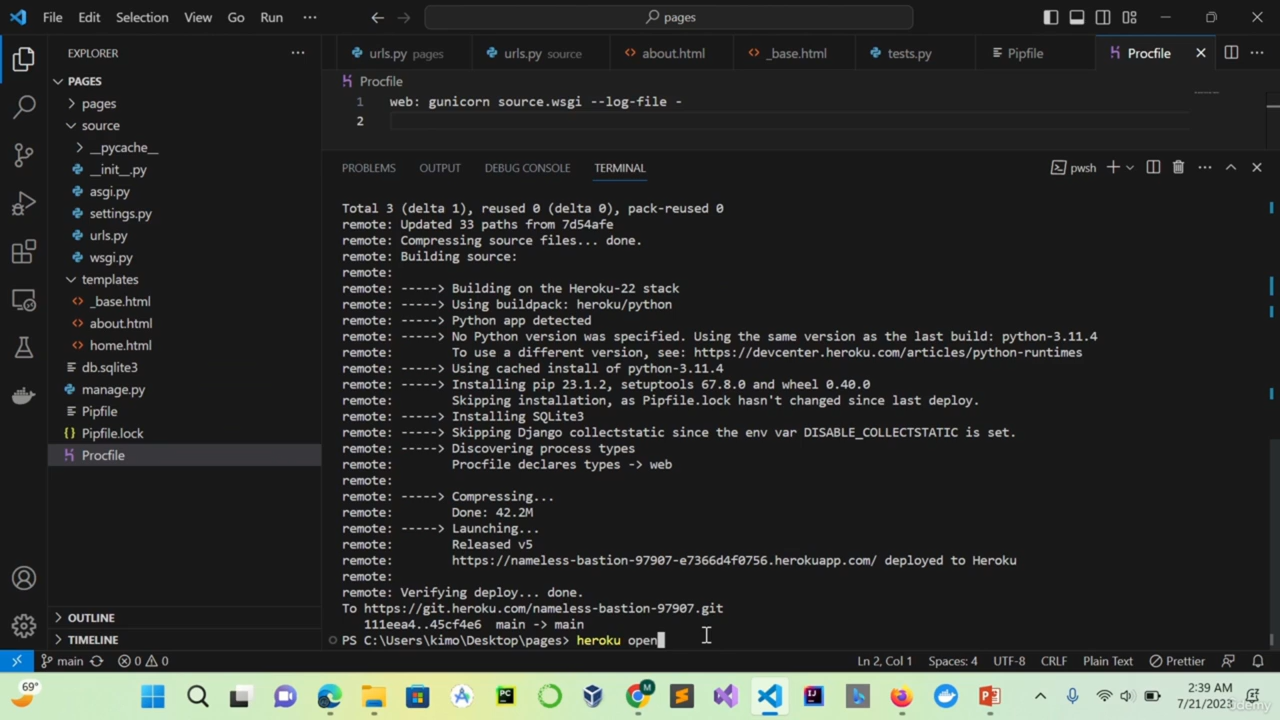 File Edit Selection View Go Run ··· pages
EXPLORER
PAGES
pages
source
__pycache__
__init__.py
asgi.py
settings.py
urls.py
wsgi.py
templates
_base.html
about.html
home.html
db.sqlite3
manage.py
Pipfile
Pipfile.lock
Procfile
OUTLINE
TIMELINE
urls.py pages urls.py source about.html _base.html tests.py Pipfile Procfile
Procfile
1 web: gunicorn source.wsgi --log-file -
2
PROBLEMS OUTPUT DEBUG CONSOLE TERMINAL pwsh
Total 3 (delta 1), reused 0 (delta 0), pack-reused 0
remote: Updated 33 paths from 7d54afe
remote: Compressing source files... done.
remote: Building source:
remote:
remote: -----> Building on the Heroku-22 stack
remote: -----> Using buildpack: heroku/python
remote: -----> Python app detected
remote: -----> No Python version was specified. Using the same version as the last build: python-3.11.4
remote: To use a different version, see: https://devcenter.heroku.com/articles/python-runtimes
remote: -----> Using cached install of python-3.11.4
remote: -----> Installing pip 23.1.2, setuptools 67.8.0 and wheel 0.40.0
remote: Skipping installation, as Pipfile.lock hasn't changed since last deploy.
remote: -----> Installing SQLite3
remote: -----> Skipping Django collectstatic since the env var DISABLE_COLLECTSTATIC is set.
remote: -----> Discovering process types
remote: Procfile declares types -> web
remote:
remote: -----> Compressing...
remote: Done: 42.2M
remote: -----> Launching...
remote: Released v5
remote: https://nameless-bastion-97907-e7366d4f0756.herokuapp.com/ deployed to Heroku
remote:
remote: Verifying deploy... done.
To https://git.heroku.com/nameless-bastion-97907.git
111eea4..45cf4e6 main -> main
PS C:\Users\kimo\Desktop\pages> heroku open
main 0 0 Ln 2, Col 1 Spaces: 4 UTF-8 CRLF Plain Text Prettier
69° M PC 2:39 AM
7/21/2023
Udemy